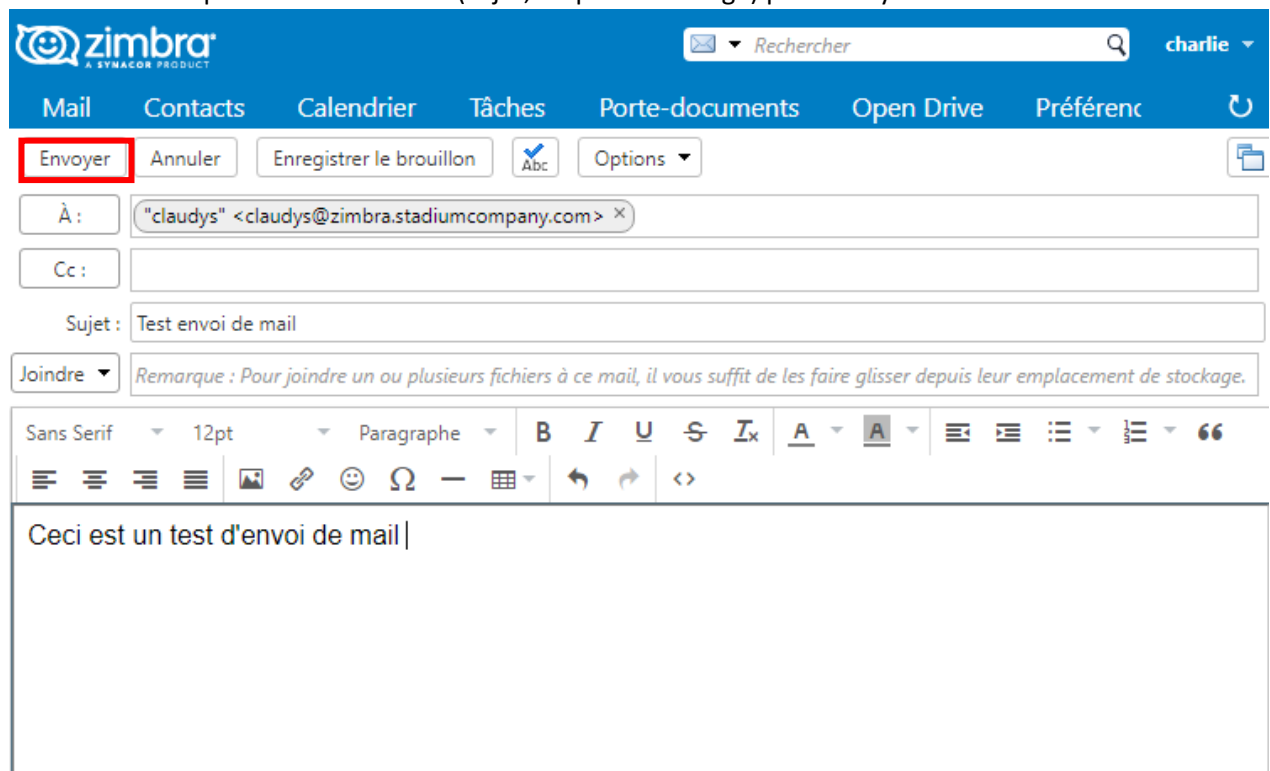 zimbra
A SYNACOR PRODUCT
Rechercher
charlie
Mail Contacts Calendrier Tâches Porte-documents Open Drive Préférenc
Envoyer Annuler Enregistrer le brouillon Abc Options
À : "claudys" <claudys@zimbra.stadiumcompany.com> ×
Cc :
Sujet : Test envoi de mail
Joindre Remarque : Pour joindre un ou plusieurs fichiers à ce mail, il vous suffit de les faire glisser depuis leur emplacement de stockage.
Sans Serif 12pt Paragraphe B I U S Ix A A
Ω
Ceci est un test d'envoi de mail